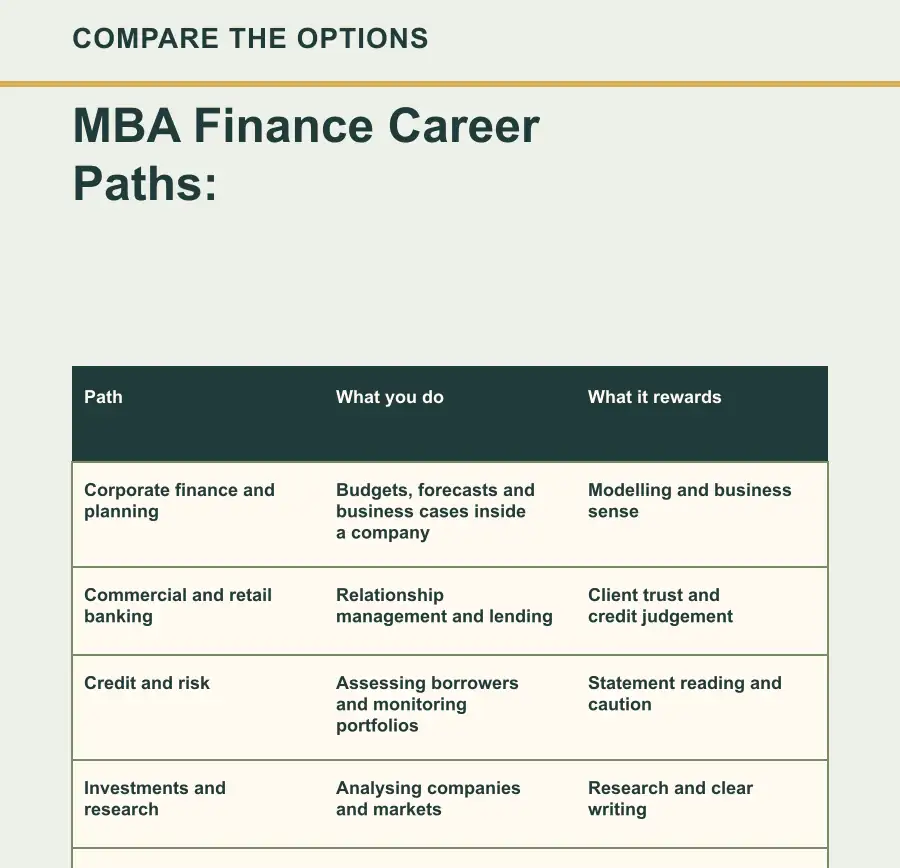 COMPARE THE OPTIONS
MBA Finance Career
Paths:
Path
What you do
What it rewards
Corporate finance and
planning
Budgets, forecasts and
business cases inside
a company
Modelling and business
sense
Commercial and retail
banking
Relationship
management and lending
Client trust and
credit judgement
Credit and risk
Assessing borrowers
and monitoring
portfolios
Statement reading and
caution
Investments and
research
Analysing companies
and markets
Research and clear
writing